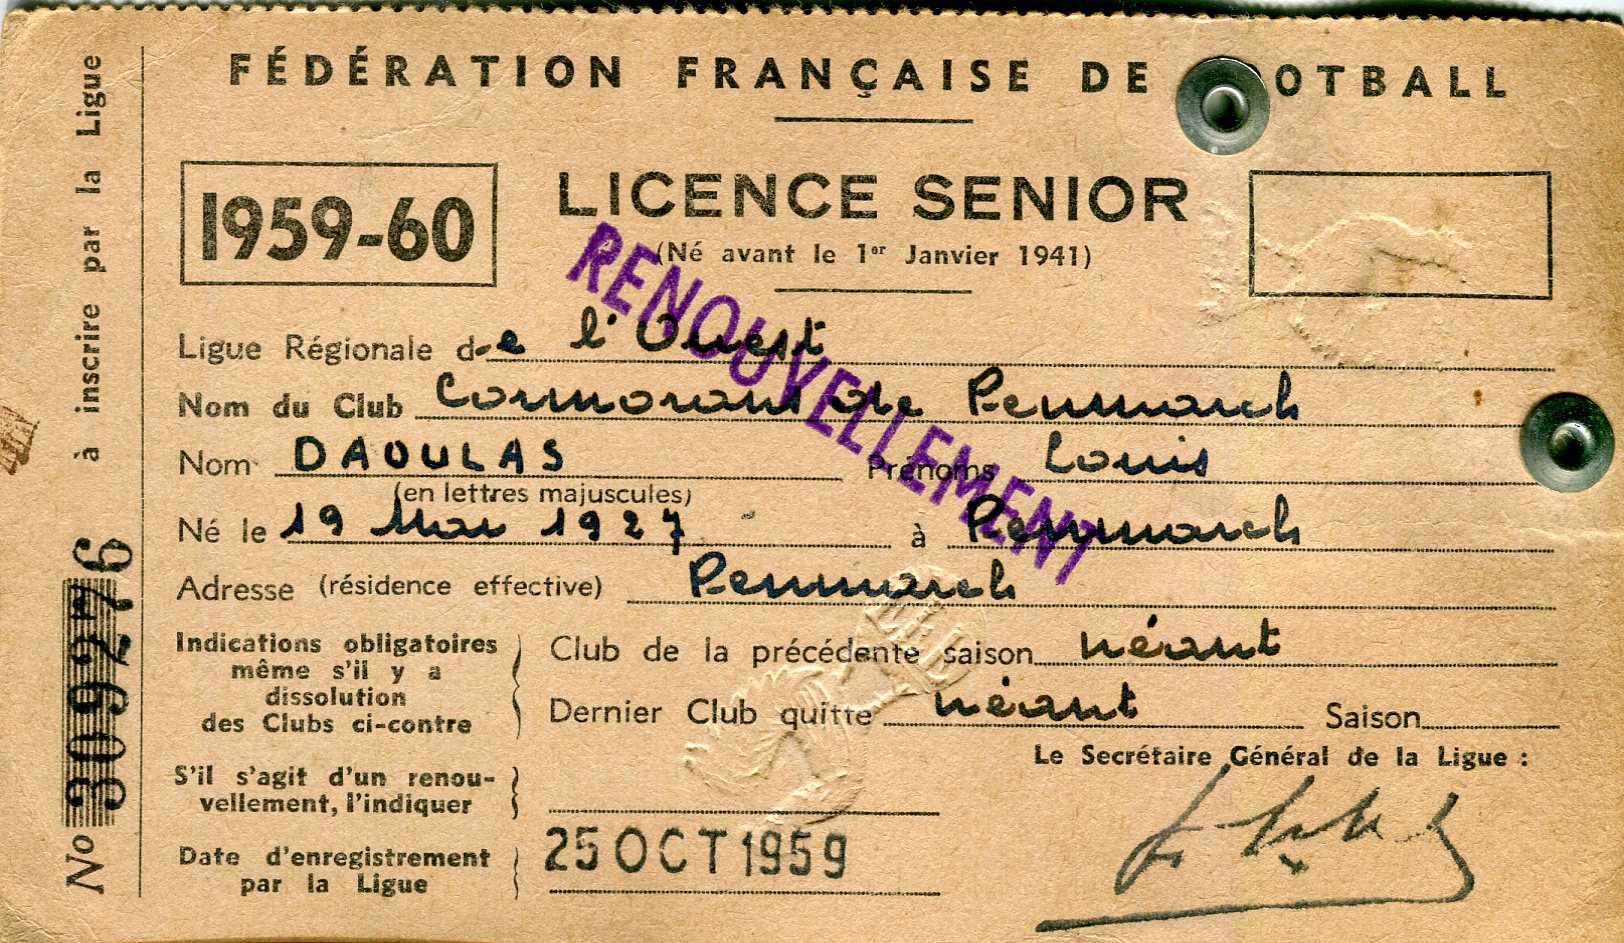 FÉDÉRATION FRANÇAISE DE OTBALL
1959-60
LICENCE SENIOR
(Né avant le 1er Janvier 1941)
RENOUVELLEMENT
Ligue Régionale de l'Ouest
Nom du Club Cormorans de Penmarch
Nom DAOULAS Prénoms Louis
(en lettres majuscules)
Né le 19 Mai 1927 à Penmarch
Adresse (résidence effective) Penmarch
Indications obligatoires
même s'il y a
dissolution
des Clubs ci-contre
Club de la précédente saison néant
Dernier Club quitté néant Saison
Le Secrétaire Général de la Ligue :
S'il s'agit d'un renou-
vellement, l'indiquer
Date d'enregistrement
par la Ligue
25 OCT 1959
No 309276 à inscrire par la Ligue